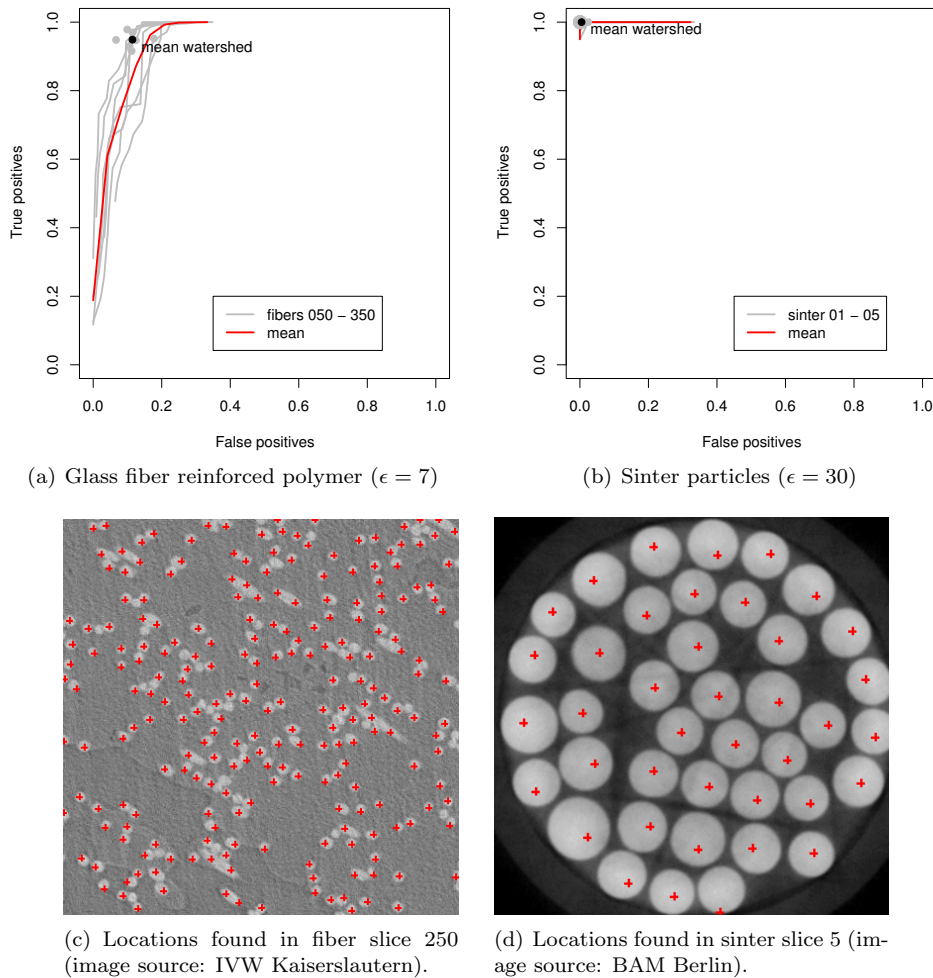 1.0
0.8
0.6
0.4
0.2
0.0
True positives
mean watershed
fibers 050 − 350
mean
0.0 0.2 0.4 0.6 0.8 1.0
False positives
(a) Glass fiber reinforced polymer (ϵ = 7)
1.0
0.8
0.6
0.4
0.2
0.0
True positives
mean watershed
sinter 01 − 05
mean
0.0 0.2 0.4 0.6 0.8 1.0
False positives
(b) Sinter particles (ϵ = 30)
(c) Locations found in fiber slice 250
(image source: IVW Kaiserslautern).
(d) Locations found in sinter slice 5 (im-
age source: BAM Berlin).